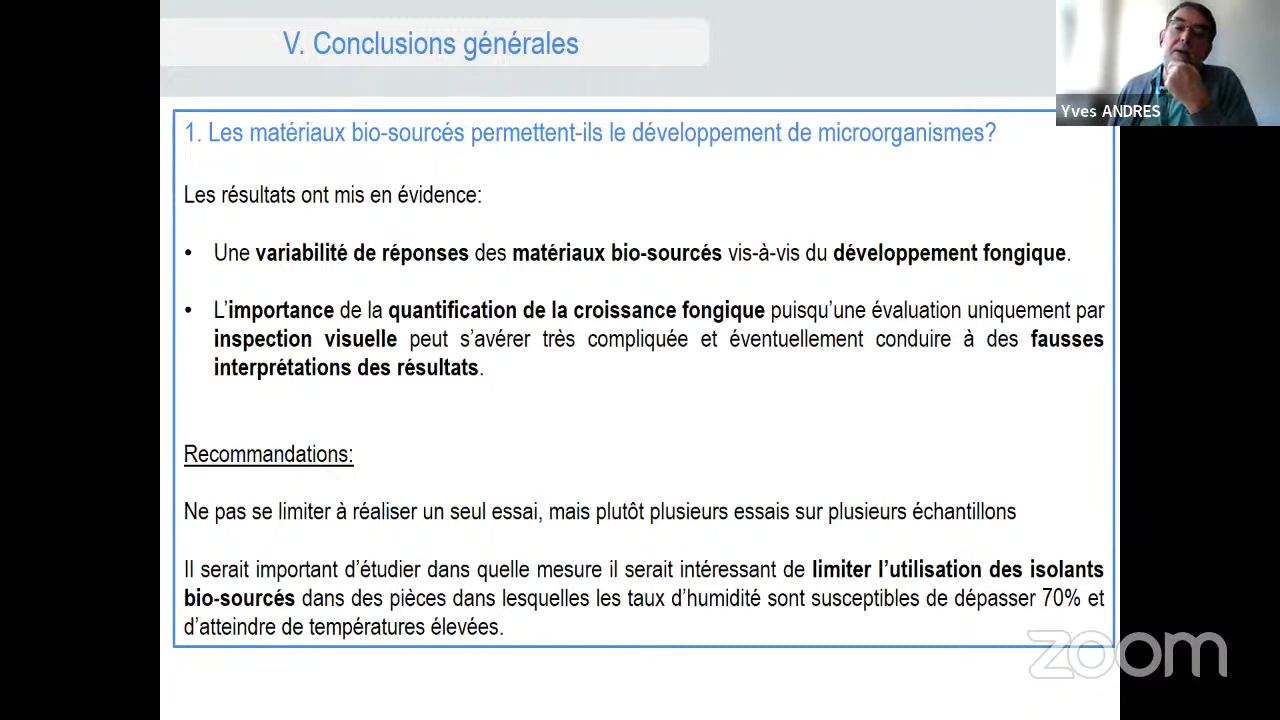 V. Conclusions générales
Yves ANDRES
1. Les matériaux bio-sourcés permettent-ils le développement de microorganismes?
Les résultats ont mis en évidence:
• Une variabilité de réponses des matériaux bio-sourcés vis-à-vis du développement fongique.
• L’importance de la quantification de la croissance fongique puisqu’une évaluation uniquement par
inspection visuelle peut s’avérer très compliquée et éventuellement conduire à des fausses
interprétations des résultats.
Recommandations:
Ne pas se limiter à réaliser un seul essai, mais plutôt plusieurs essais sur plusieurs échantillons
Il serait important d’étudier dans quelle mesure il serait intéressant de limiter l’utilisation des isolants
bio-sourcés dans des pièces dans lesquelles les taux d’humidité sont susceptibles de dépasser 70% et
d’atteindre de températures élevées.
zoom